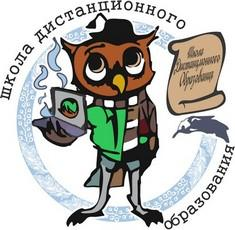 школа дистанционного
образования
Школа
Дистанционного
Образования